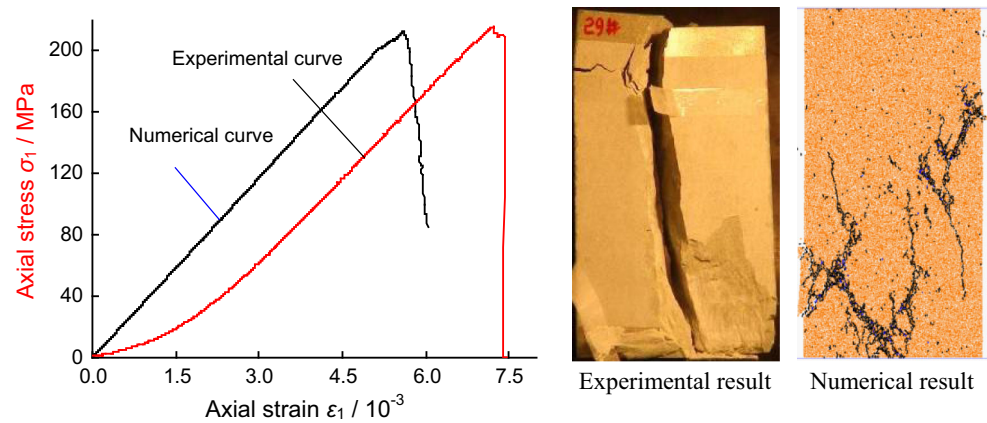 200
160
120
80
40
0
Axial stress σ₁ / MPa
Experimental curve
Numerical curve
0.0 1.5 3.0 4.5 6.0 7.5
Axial strain ε₁ / 10⁻³
29#
Experimental result
Numerical result